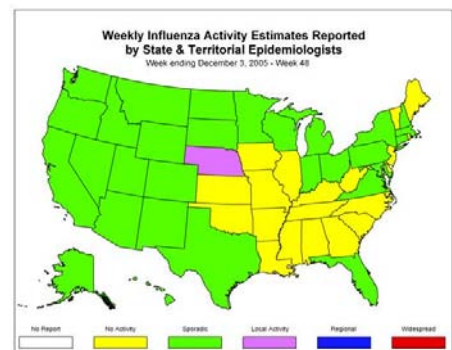 Weekly Influenza Activity Estimates Reported
by State & Territorial Epidemiologists
Week ending December 3, 2005 - Week 48
No Report
No Activity
Sporadic
Local Activity
Regional
Widespread